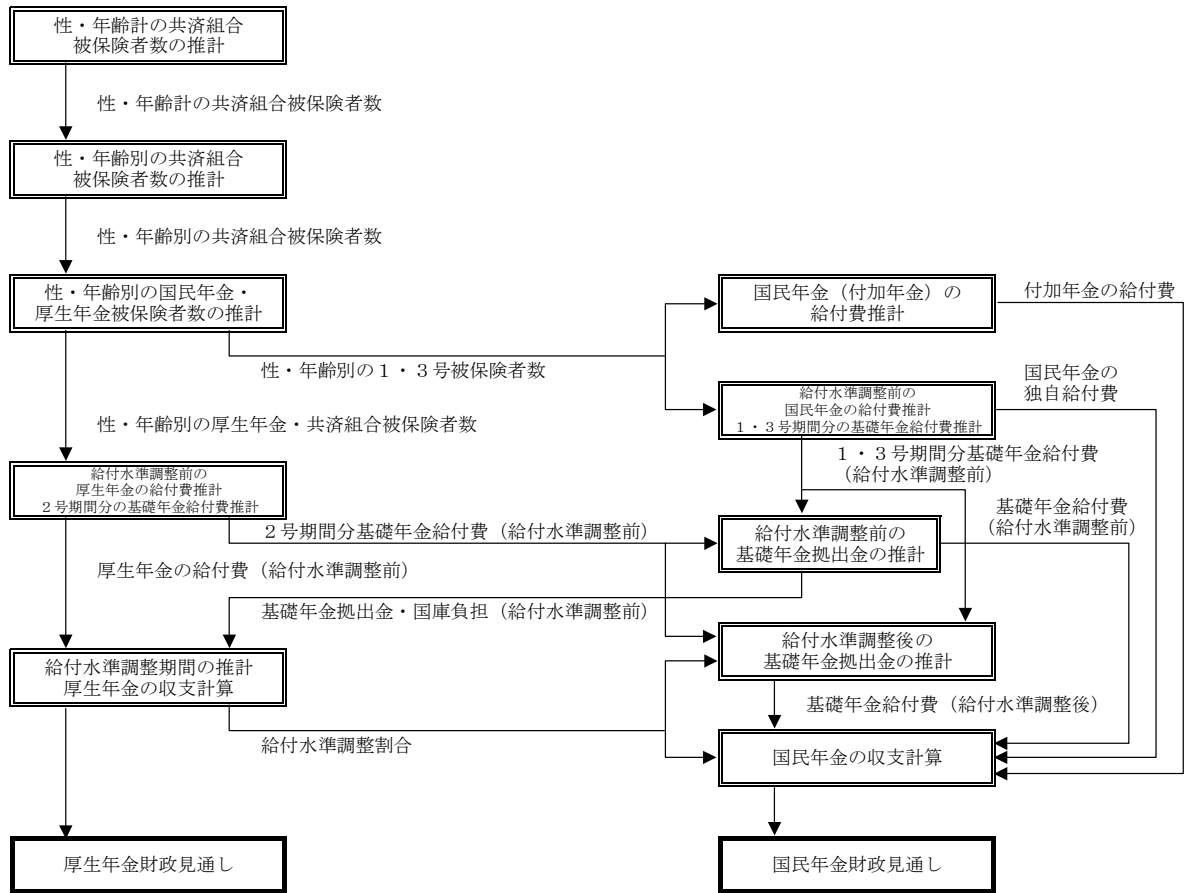 性・年齢計の共済組合
被保険者数の推計
性・年齢計の共済組合被保険者数
性・年齢別の共済組合
被保険者数の推計
性・年齢別の共済組合被保険者数
性・年齢別の国民年金・
厚生年金被保険者数の推計
国民年金（付加年金）の
給付費推計
付加年金の給付費
性・年齢別の１・３号被保険者数
国民年金の
独自給付費
給付水準調整前の
国民年金の給付費推計
１・３号期間分の基礎年金給付費推計
性・年齢別の厚生年金・共済組合被保険者数
１・３号期間分基礎年金給付費
（給付水準調整前）
給付水準調整前の
厚生年金の給付費推計
２号期間分の基礎年金給付費推計
基礎年金給付費
（給付水準調整前）
２号期間分基礎年金給付費（給付水準調整前）
給付水準調整前の
基礎年金拠出金の推計
厚生年金の給付費（給付水準調整前）
基礎年金拠出金・国庫負担（給付水準調整前）
給付水準調整後の
基礎年金拠出金の推計
給付水準調整期間の推計
厚生年金の収支計算
基礎年金給付費（給付水準調整後）
給付水準調整割合
国民年金の収支計算
厚生年金財政見通し
国民年金財政見通し